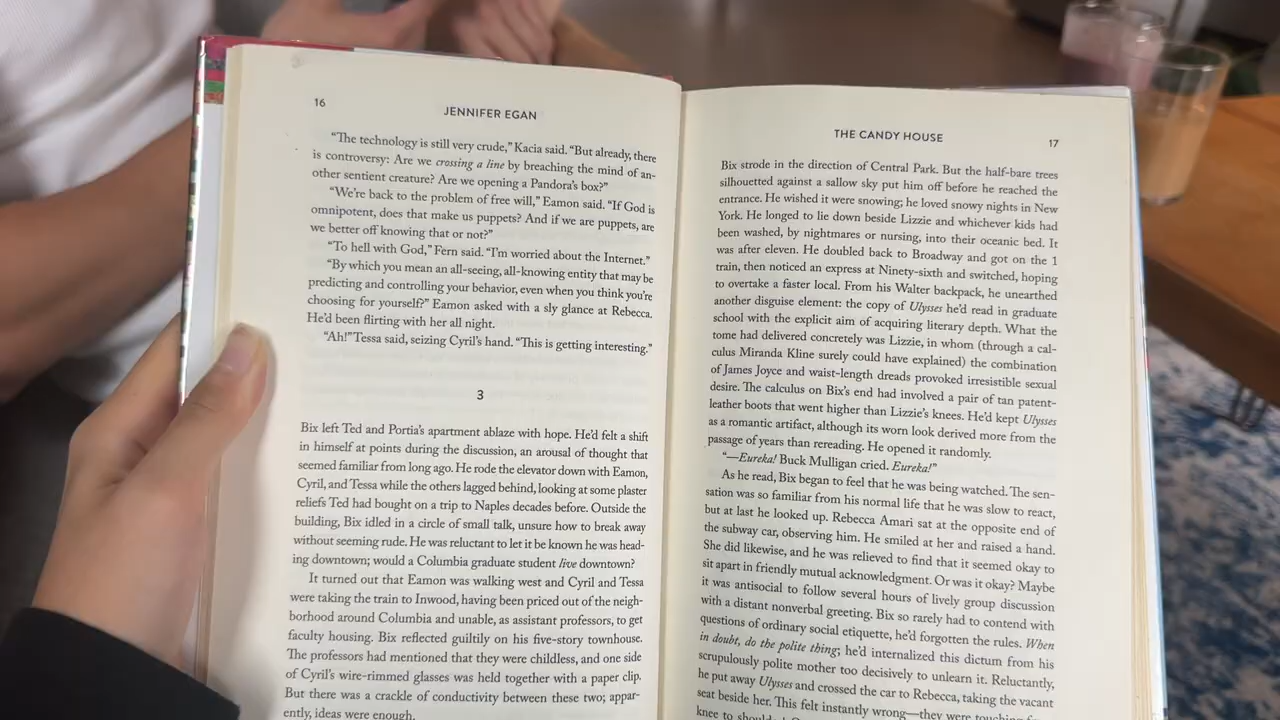 16
JENNIFER EGAN
“The technology is still very crude,” Kacia said. “But already, there
is controversy: Are we crossing a line by breaching the mind of an-
other sentient creature? Are we opening a Pandora’s box?”
“We’re back to the problem of free will,” Eamon said. “If God is
omnipotent, does that make us puppets? And if we are puppets, are
we better off knowing that or not?”
“To hell with God,” Fern said. “I’m worried about the Internet.”
“By which you mean an all-seeing, all-knowing entity that may be
predicting and controlling your behavior, even when you think you’re
choosing for yourself?” Eamon asked with a sly glance at Rebecca.
He’d been flirting with her all night.
“Ah!” Tessa said, seizing Cyril’s hand. “This is getting interesting.”
3
Bix left Ted and Portia’s apartment ablaze with hope. He’d felt a shift
in himself at points during the discussion, an arousal of thought that
seemed familiar from long ago. He rode the elevator down with Eamon,
Cyril, and Tessa while the others lagged behind, looking at some plaster
reliefs Ted had bought on a trip to Naples decades before. Outside the
building, Bix idled in a circle of small talk, unsure how to break away
without seeming rude. He was reluctant to let it be known he was head-
ing downtown; would a Columbia graduate student live downtown?
It turned out that Eamon was walking west and Cyril and Tessa
were taking the train to Inwood, having been priced out of the neigh-
borhood around Columbia and unable, as assistant professors, to get
faculty housing. Bix reflected guiltily on his five-story townhouse.
The professors had mentioned that they were childless, and one side
of Cyril’s wire-rimmed glasses was held together with a paper clip.
But there was a crackle of conductivity between these two; appar-
ently, ideas were enough.
THE CANDY HOUSE
17
Bix strode in the direction of Central Park. But the half-bare trees
silhouetted against a sallow sky put him off before he reached the
entrance. He wished it were snowing; he loved snowy nights in New
York. He longed to lie down beside Lizzie and whichever kids had
been washed, by nightmares or nursing, into their oceanic bed. It
was after eleven. He doubled back to Broadway and got on the 1
train, then noticed an express at Ninety-sixth and switched, hoping
to overtake a faster local. From his Walter backpack, he unearthed
another disguise element: the copy of Ulysses he’d read in graduate
school with the explicit aim of acquiring literary depth. What the
tome had delivered concretely was Lizzie, in whom (through a cal-
culus Miranda Kline surely could have explained) the combination
of James Joyce and waist-length dreads provoked irresistible sexual
desire. The calculus on Bix’s end had involved a pair of tan patent-
leather boots that went higher than Lizzie’s knees. He’d kept Ulysses
as a romantic artifact, although its worn look derived more from the
passage of years than rereading. He opened it randomly.
“—Eureka! Buck Mulligan cried. Eureka!”
As he read, Bix began to feel that he was being watched. The sen-
sation was so familiar from his normal life that he was slow to react,
but at last he looked up. Rebecca Amari sat at the opposite end of
the subway car, observing him. He smiled at her and raised a hand.
She did likewise, and he was relieved to find that it seemed okay to
sit apart in friendly mutual acknowledgment. Or was it okay? Maybe
it was antisocial to follow several hours of lively group discussion
with a distant nonverbal greeting. Bix so rarely had to contend with
questions of ordinary social etiquette, he’d forgotten the rules. When
in doubt, do the polite thing; he’d internalized this dictum from his
scrupulously polite mother too decisively to unlearn it. Reluctantly,
he put away Ulysses and crossed the car to Rebecca, taking the vacant
seat beside her. This felt instantly wrong—they were touching
knee to